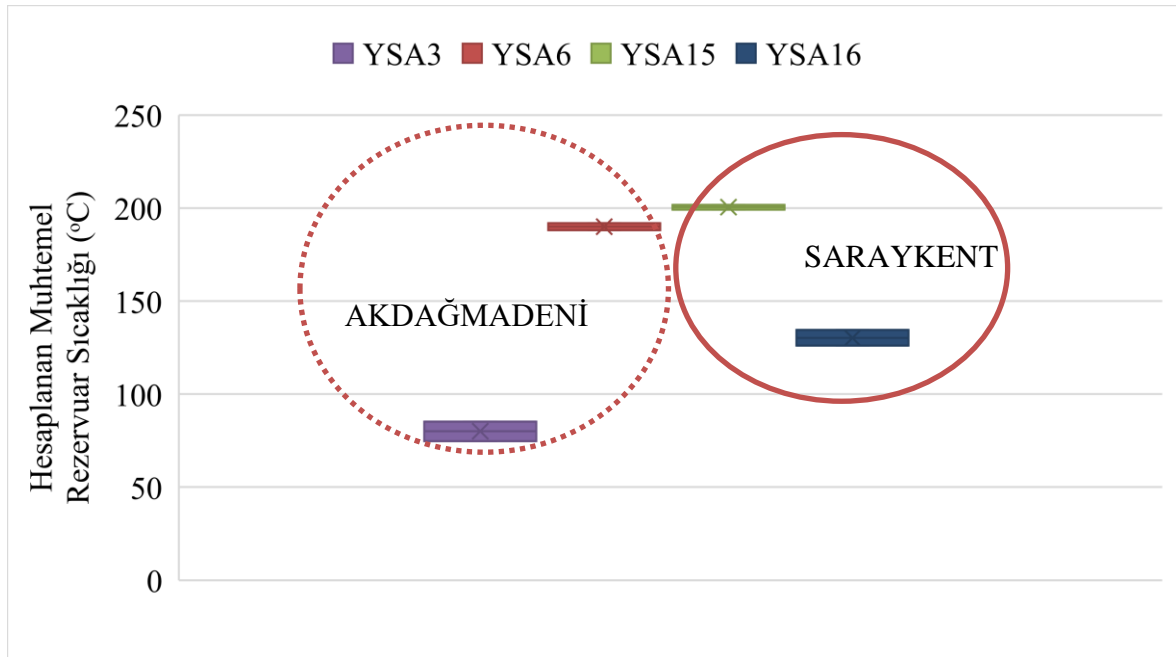 YSA3 YSA6 YSA15 YSA16
Hesaplanan Muhtemel
Rezervuar Sıcaklığı (°C)
250
200
150
100
50
0
AKDAĞMADENİ
SARAYKENT